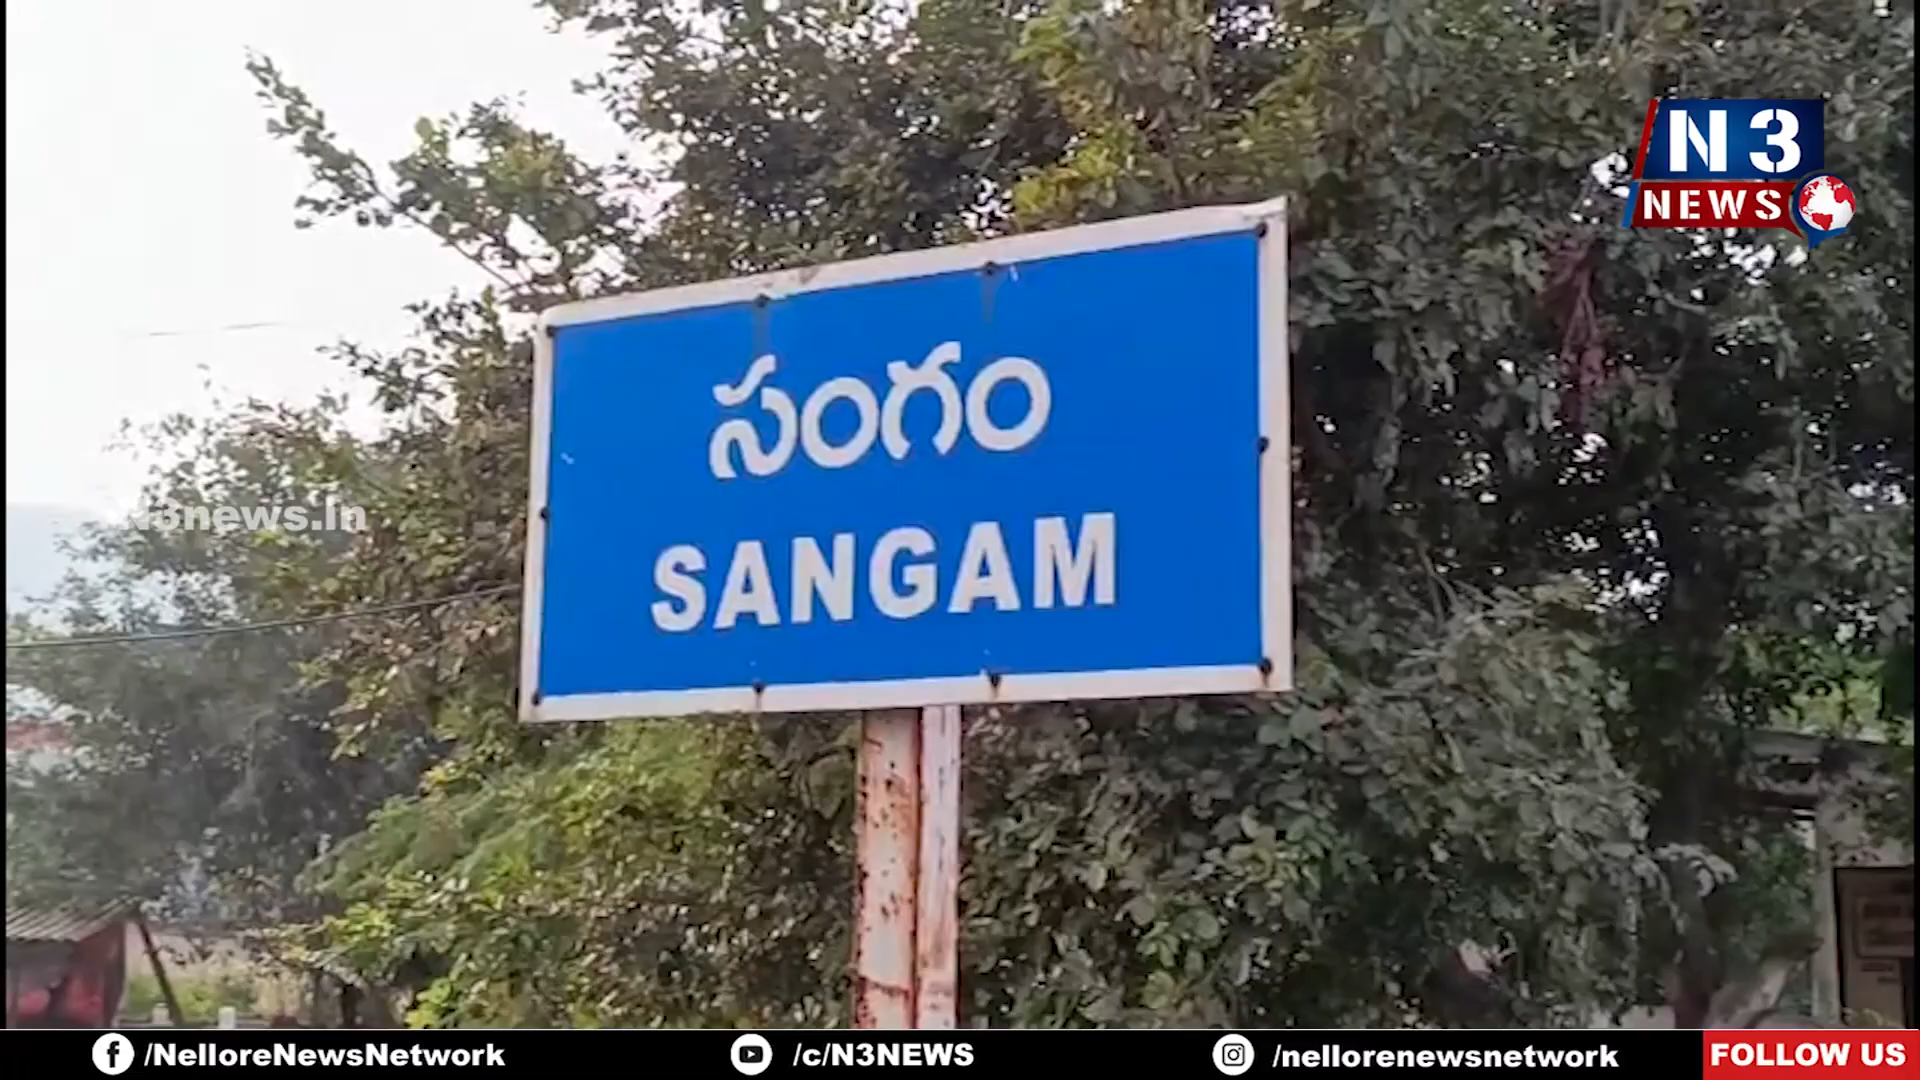 N3
NEWS
సంగం
SANGAM
N3news.in
/NelloreNewsNetwork
/c/N3NEWS
/nellorenewsnetwork
FOLLOW US